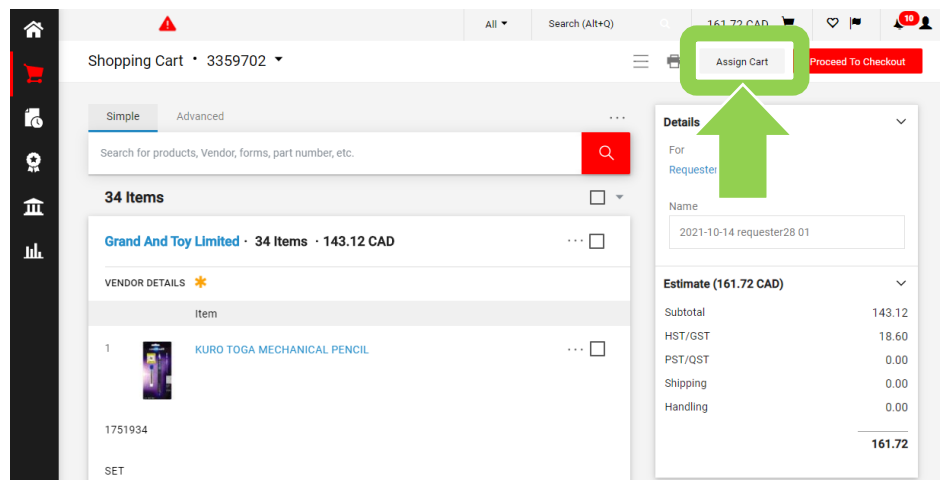 All
Search (Alt+Q)
161.72 CAD
10
Shopping Cart • 3359702
Assign Cart
Proceed To Checkout
Simple
Advanced
Search for products, Vendor, forms, part number, etc.
34 Items
Grand And Toy Limited · 34 Items · 143.12 CAD
VENDOR DETAILS
Item
1
KURO TOGA MECHANICAL PENCIL
1751934
SET
Details
For
Requester
Name
2021-10-14 requester28 01
Estimate (161.72 CAD)
Subtotal 143.12
HST/GST 18.60
PST/QST 0.00
Shipping 0.00
Handling 0.00
161.72